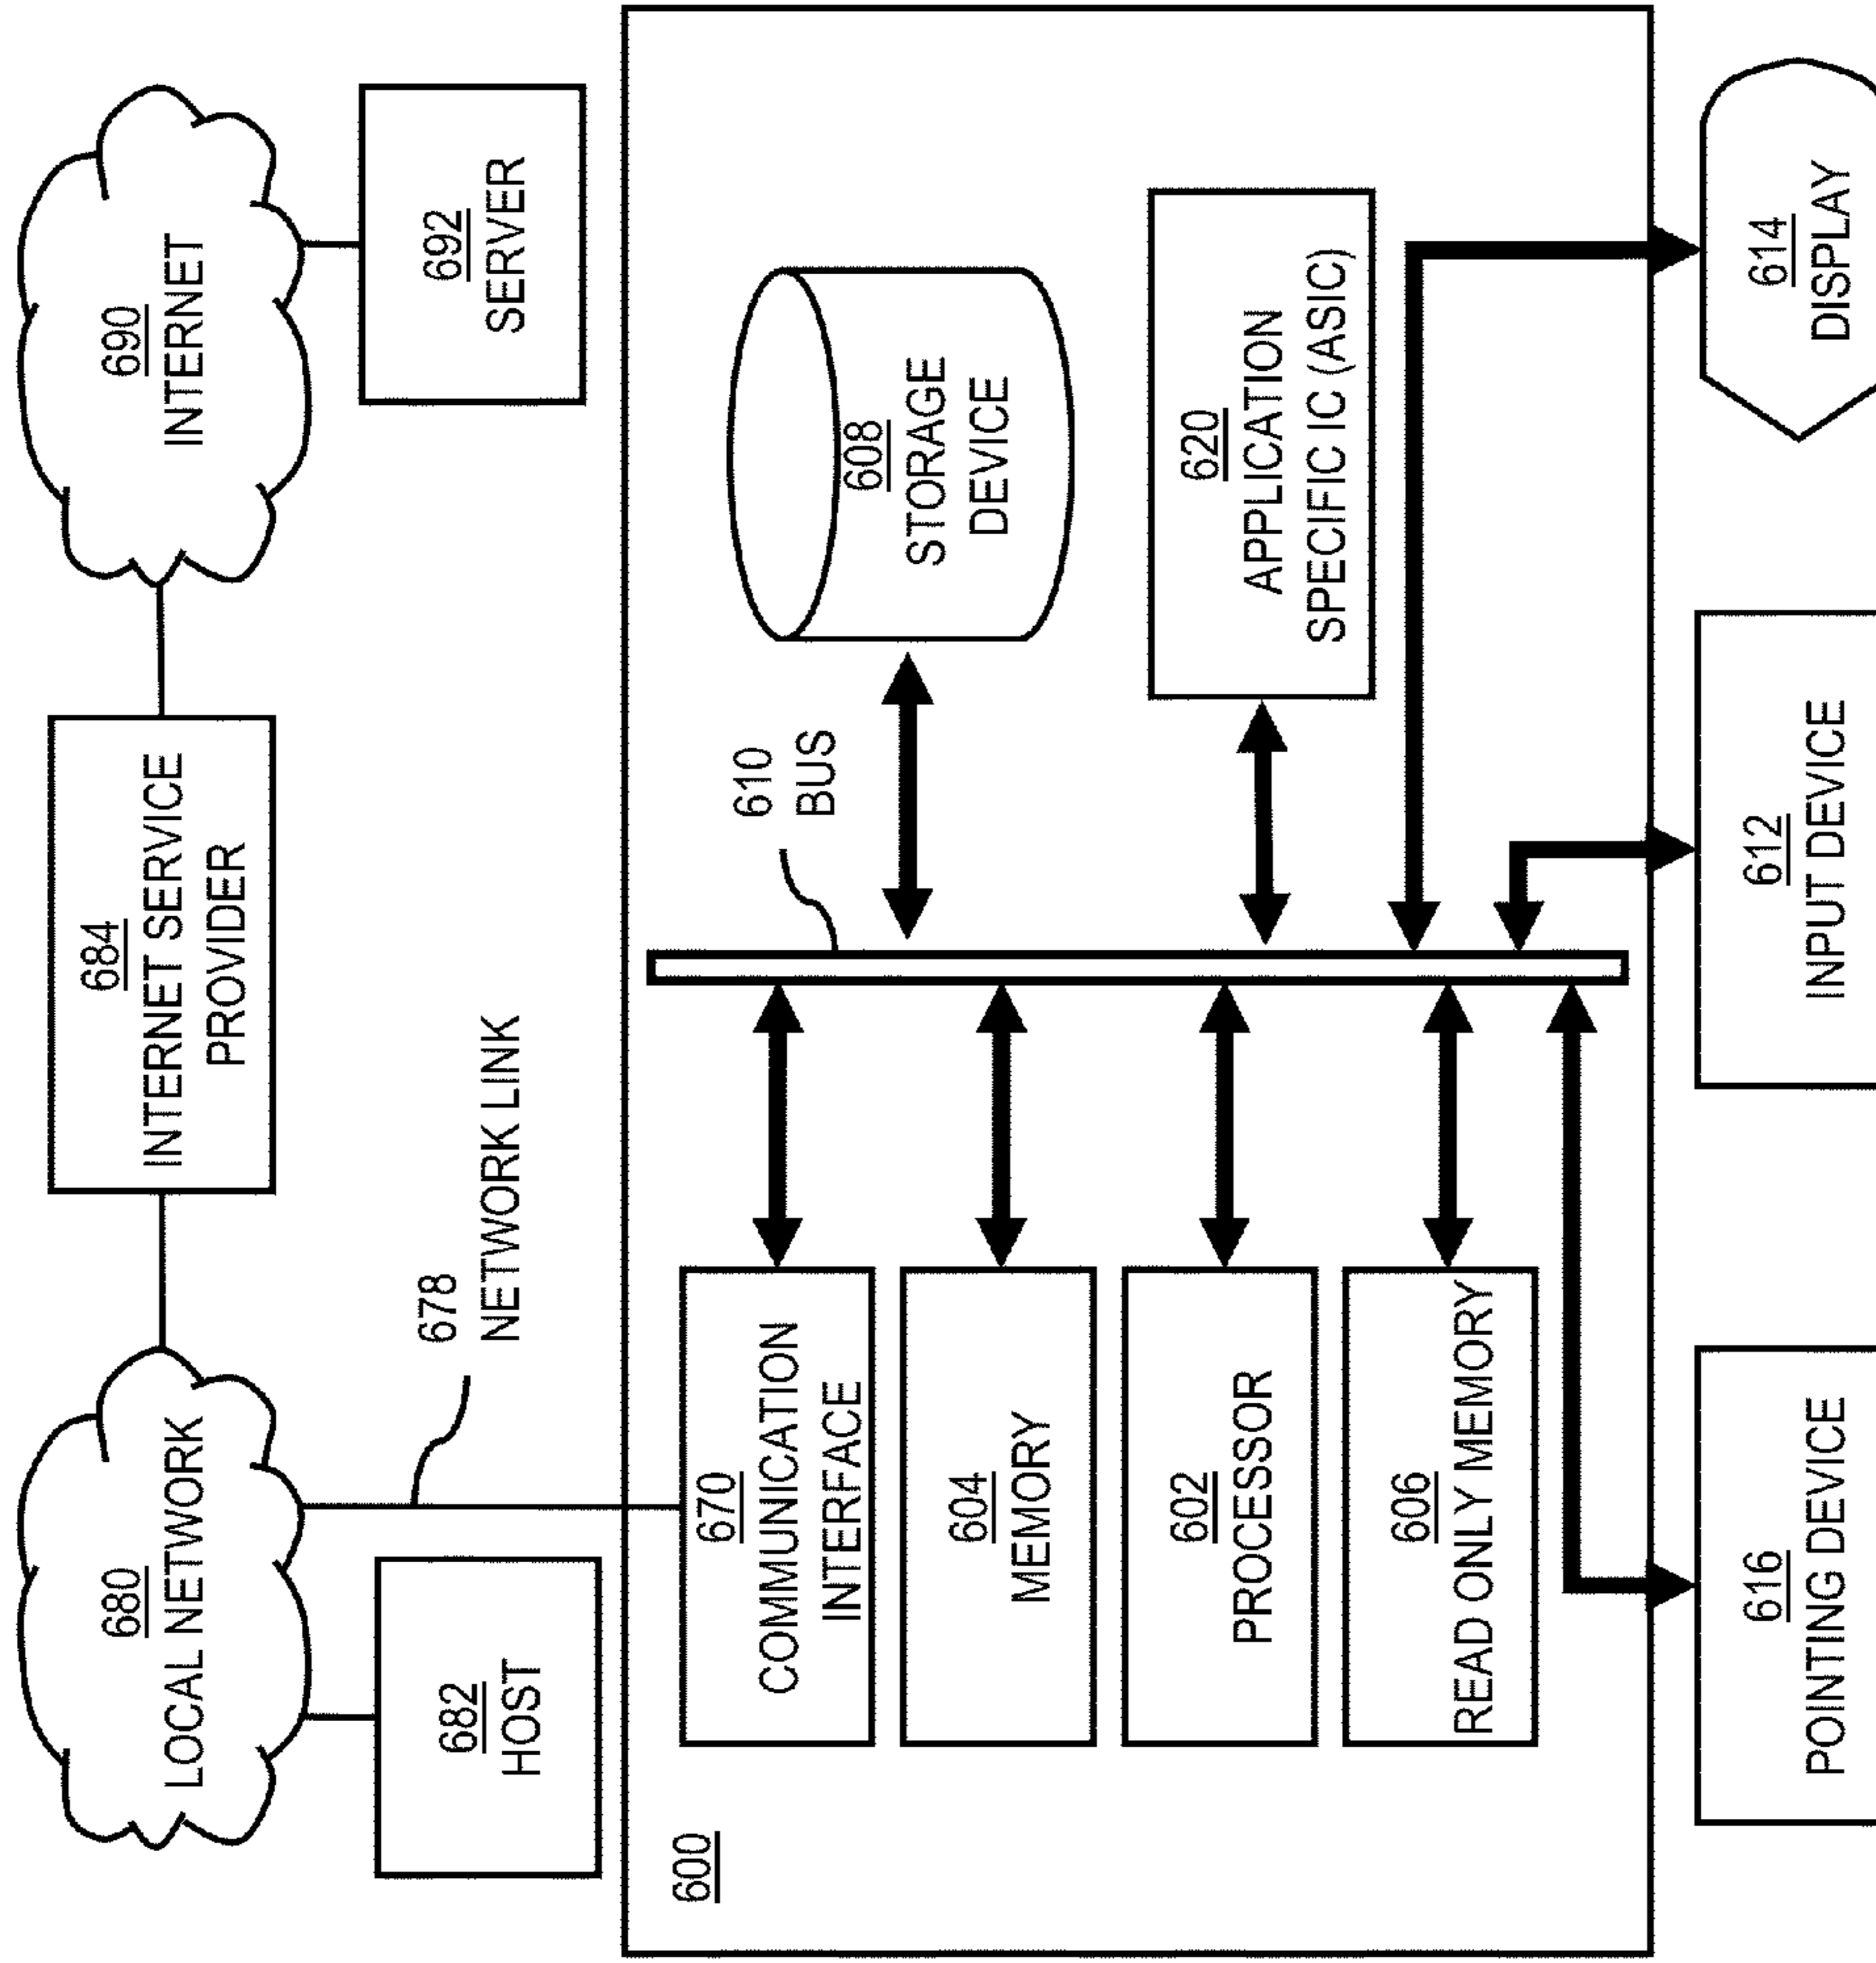 680
LOCAL NETWORK
684
INTERNET SERVICE
PROVIDER
690
INTERNET
682
HOST
678
NETWORK LINK
692
SERVER
600
670
COMMUNICATION
INTERFACE
604
MEMORY
602
PROCESSOR
606
READ ONLY MEMORY
610
BUS
608
STORAGE
DEVICE
620
APPLICATION
SPECIFIC IC (ASIC)
616
POINTING DEVICE
612
INPUT DEVICE
614
DISPLAY